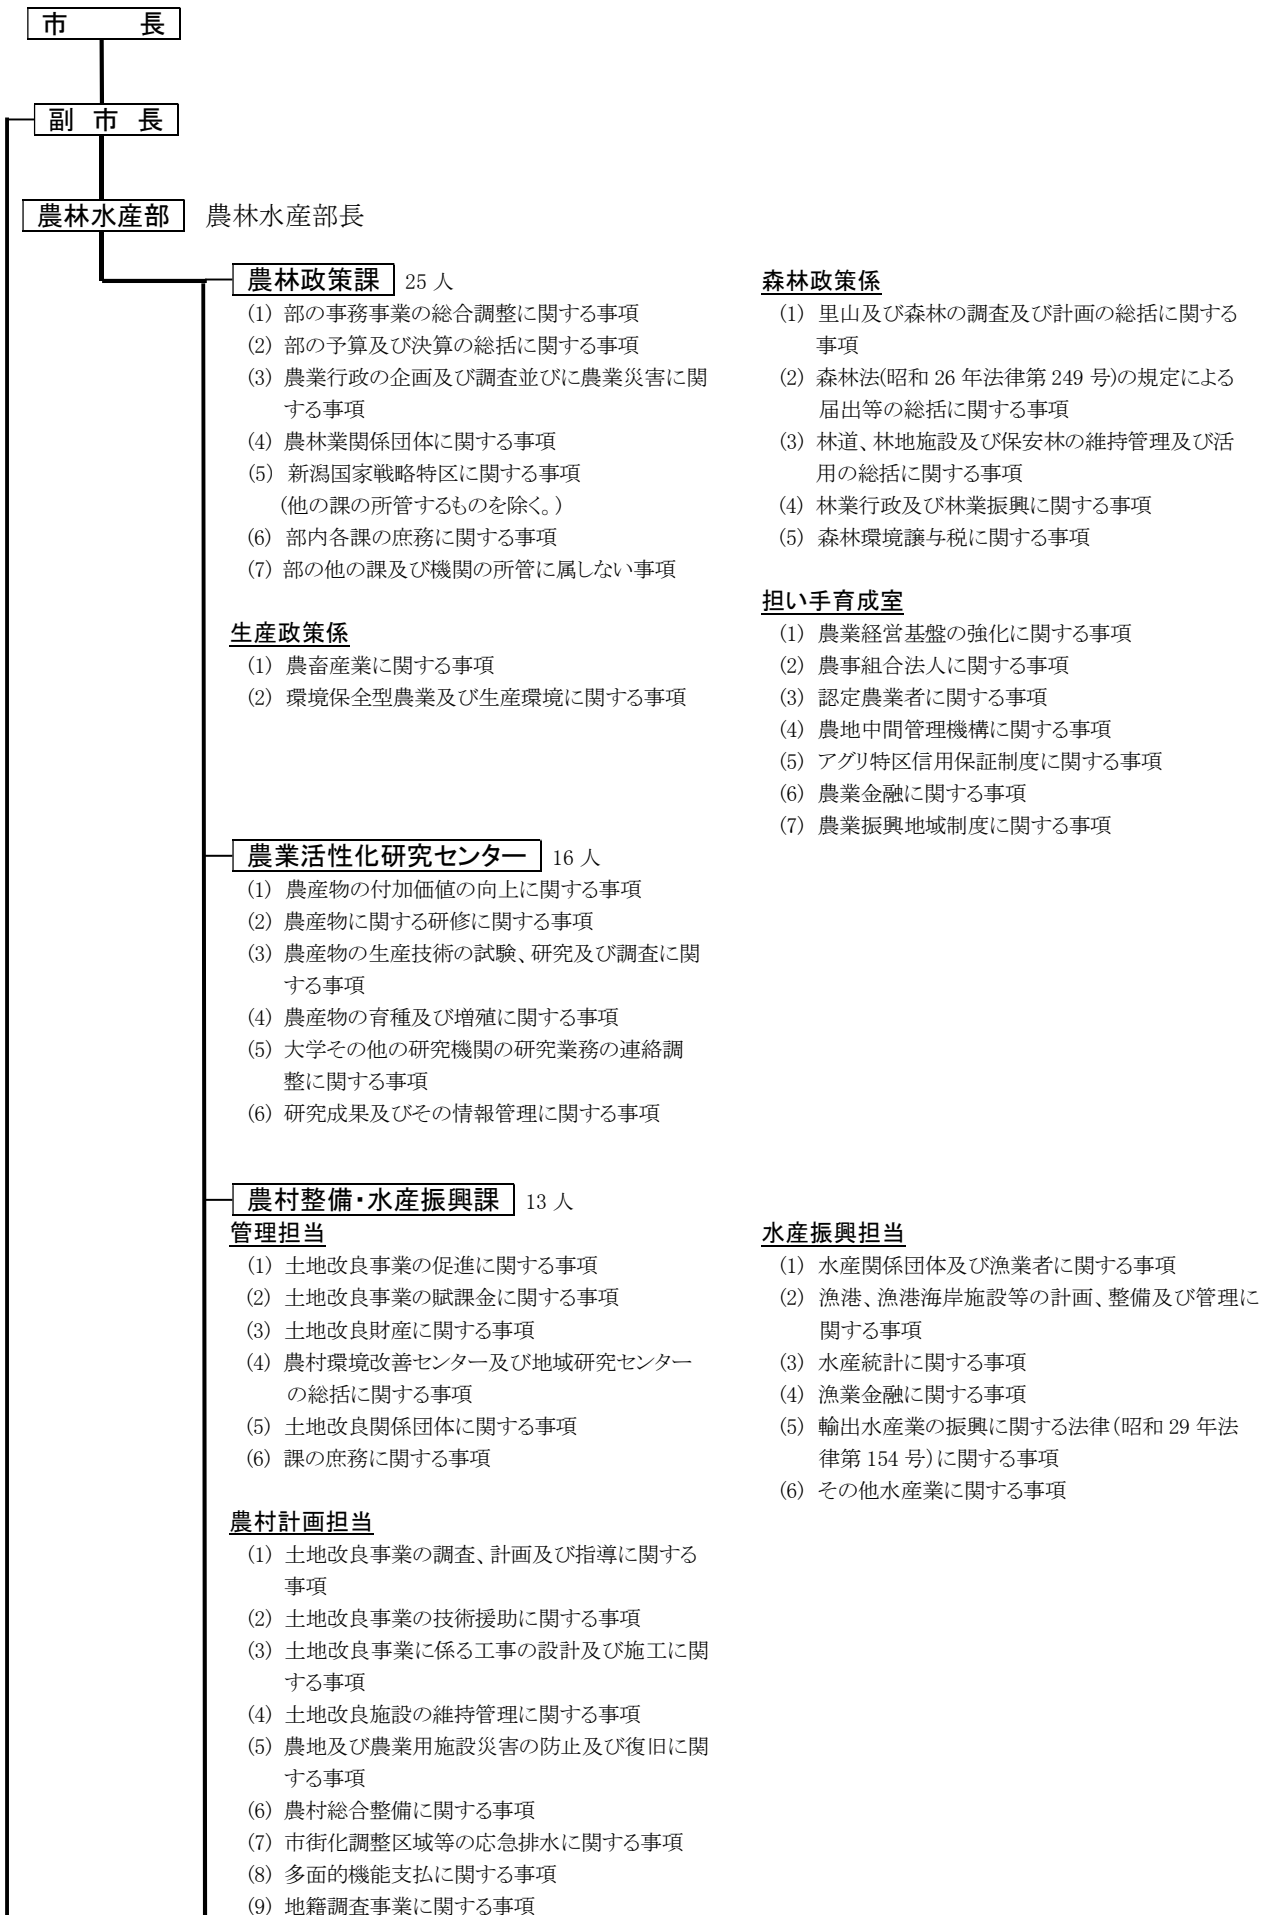 市　　　長
副　市　長
農林水産部　農林水産部長
農林政策課　25 人
(1) 部の事務事業の総合調整に関する事項
(2) 部の予算及び決算の総括に関する事項
(3) 農業行政の企画及び調査並びに農業災害に関
する事項
(4) 農林業関係団体に関する事項
(5) 新潟国家戦略特区に関する事項
(他の課の所管するものを除く。)
(6) 部内各課の庶務に関する事項
(7) 部の他の課及び機関の所管に属しない事項
生産政策係
(1) 農畜産業に関する事項
(2) 環境保全型農業及び生産環境に関する事項
森林政策係
(1) 里山及び森林の調査及び計画の総括に関する
事項
(2) 森林法(昭和 26 年法律第 249 号)の規定による
届出等の総括に関する事項
(3) 林道、林地施設及び保安林の維持管理及び活
用の総括に関する事項
(4) 林業行政及び林業振興に関する事項
(5) 森林環境譲与税に関する事項
担い手育成室
(1) 農業経営基盤の強化に関する事項
(2) 農事組合法人に関する事項
(3) 認定農業者に関する事項
(4) 農地中間管理機構に関する事項
(5) アグリ特区信用保証制度に関する事項
(6) 農業金融に関する事項
(7) 農業振興地域制度に関する事項
農業活性化研究センター　16 人
(1) 農産物の付加価値の向上に関する事項
(2) 農産物に関する研修に関する事項
(3) 農産物の生産技術の試験、研究及び調査に関
する事項
(4) 農産物の育種及び増殖に関する事項
(5) 大学その他の研究機関の研究業務の連絡調
整に関する事項
(6) 研究成果及びその情報管理に関する事項
農村整備・水産振興課　13 人
管理担当
(1) 土地改良事業の促進に関する事項
(2) 土地改良事業の賦課金に関する事項
(3) 土地改良財産に関する事項
(4) 農村環境改善センター及び地域研究センター
の総括に関する事項
(5) 土地改良関係団体に関する事項
(6) 課の庶務に関する事項
農村計画担当
(1) 土地改良事業の調査、計画及び指導に関する
事項
(2) 土地改良事業の技術援助に関する事項
(3) 土地改良事業に係る工事の設計及び施工に関
する事項
(4) 土地改良施設の維持管理に関する事項
(5) 農地及び農業用施設災害の防止及び復旧に関
する事項
(6) 農村総合整備に関する事項
(7) 市街化調整区域等の応急排水に関する事項
(8) 多面的機能支払に関する事項
(9) 地籍調査事業に関する事項
水産振興担当
(1) 水産関係団体及び漁業者に関する事項
(2) 漁港、漁港海岸施設等の計画、整備及び管理に
関する事項
(3) 水産統計に関する事項
(4) 漁業金融に関する事項
(5) 輸出水産業の振興に関する法律(昭和 29 年法
律第 154 号)に関する事項
(6) その他水産業に関する事項